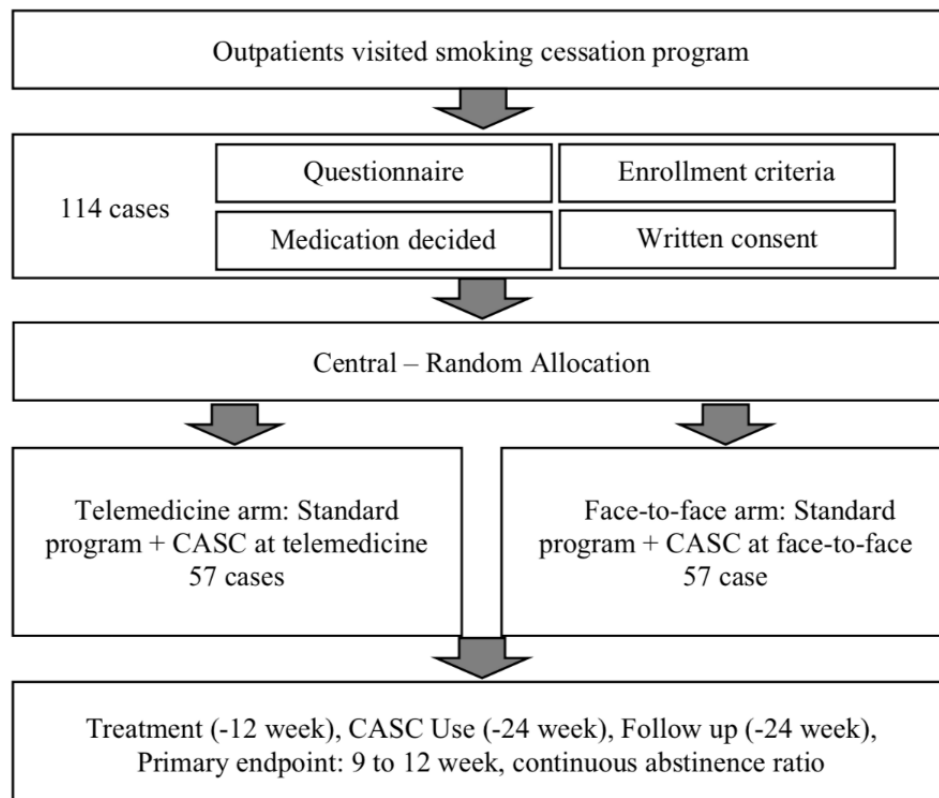 Outpatients visited smoking cessation program
114 cases
Questionnaire
Enrollment criteria
Medication decided
Written consent
Central – Random Allocation
Telemedicine arm: Standard
program + CASC at telemedicine
57 cases
Face-to-face arm: Standard
program + CASC at face-to-face
57 case
Treatment (-12 week), CASC Use (-24 week), Follow up (-24 week),
Primary endpoint: 9 to 12 week, continuous abstinence ratio